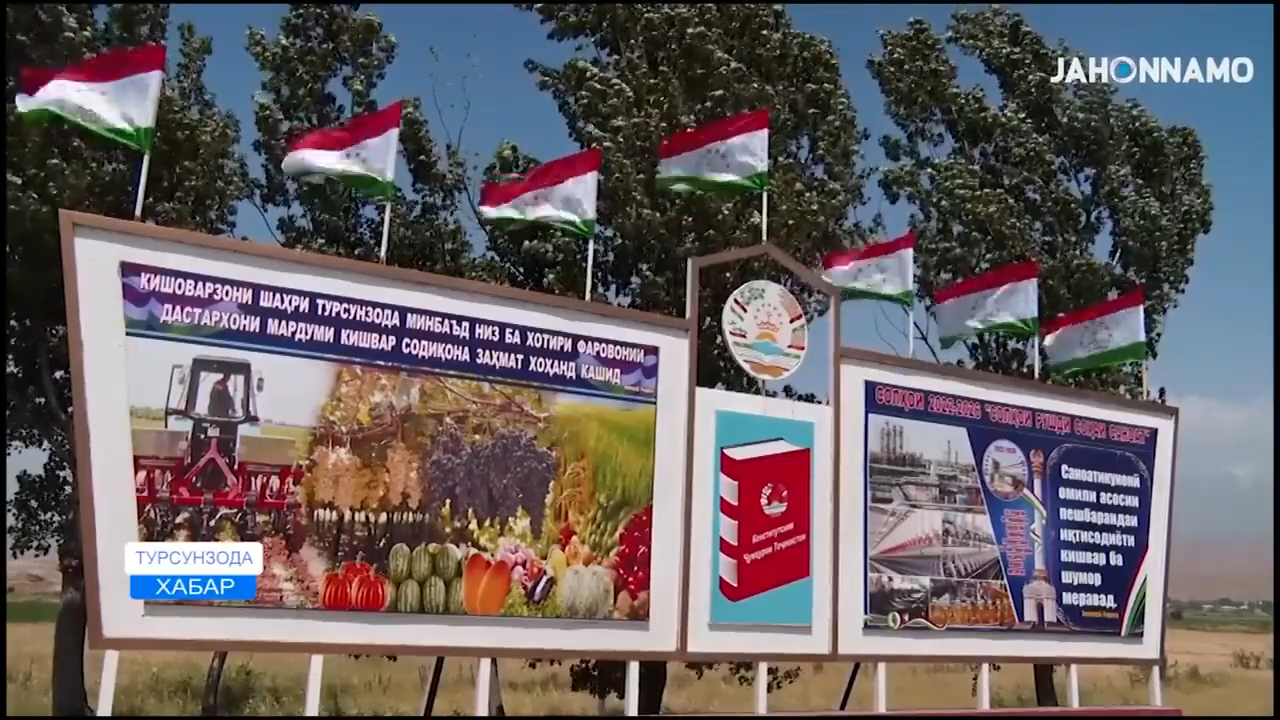 JAHONNAMO
КИШОВАРЗОНИ ШАҲРИ ТУРСУНЗОДА МИНБАЪД НИЗ БА ХОТИРИ ФАРОВОНИИ
ДАСТАРХОНИ МАРДУМИ КИШВАР СОДИҚОНА ЗАҲМАТ ХОҲАНД КАШИД
Конститутсияи
Ҷумҳурии Тоҷикистон
СОЛҲОИ 2022-2026 "СОЛҲОИ РУШДИ СОҲАИ САНОАТ"
Саноатикунонӣ
омили асосии
пешбарандаи
иқтисодиёти
кишвар ба
шумор
меравад.
ТУРСУНЗОДА
ХАБАР